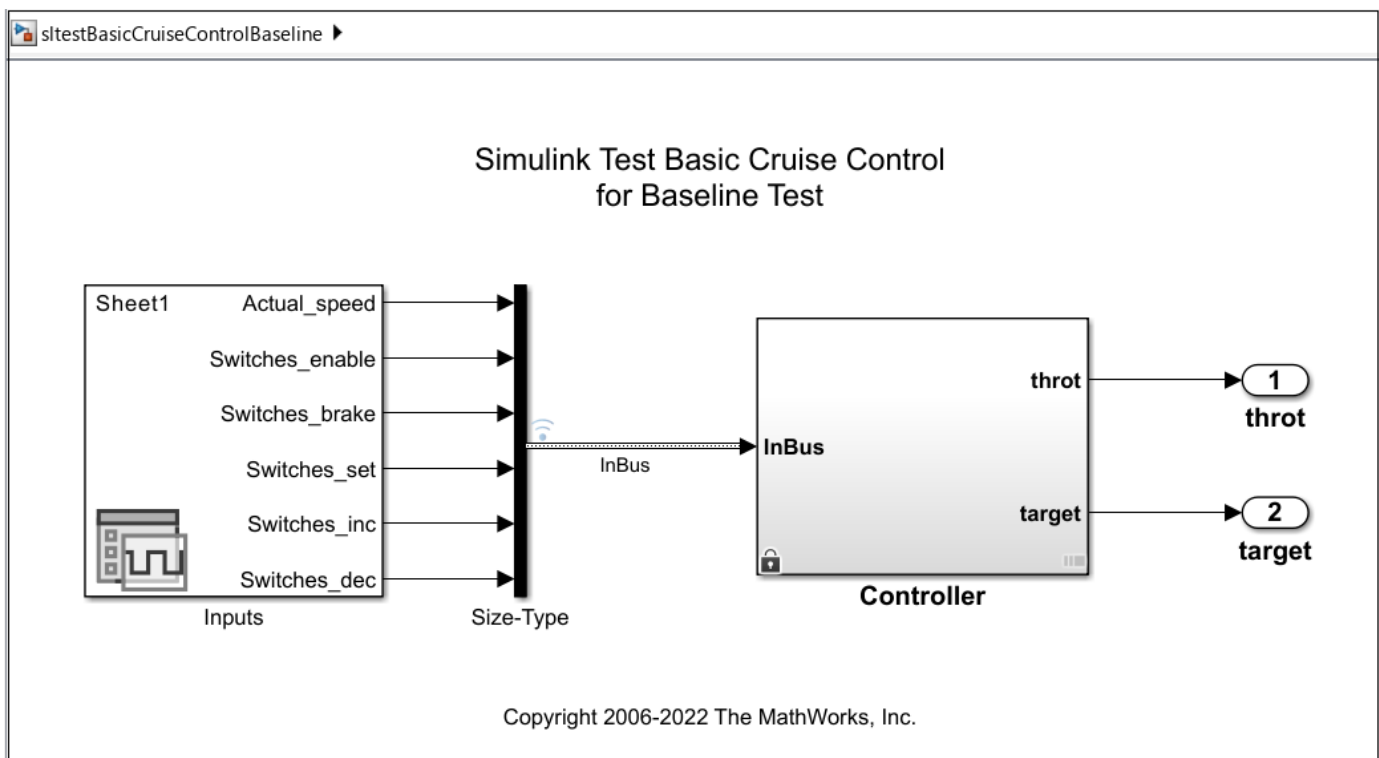 sltestBasicCruiseControlBaseline
Simulink Test Basic Cruise Control
for Baseline Test
Sheet1
Actual_speed
Switches_enable
Switches_brake
Switches_set
Switches_inc
Switches_dec
Inputs
Size-Type
InBus
InBus
throt
target
Controller
1
throt
2
target
Copyright 2006-2022 The MathWorks, Inc.